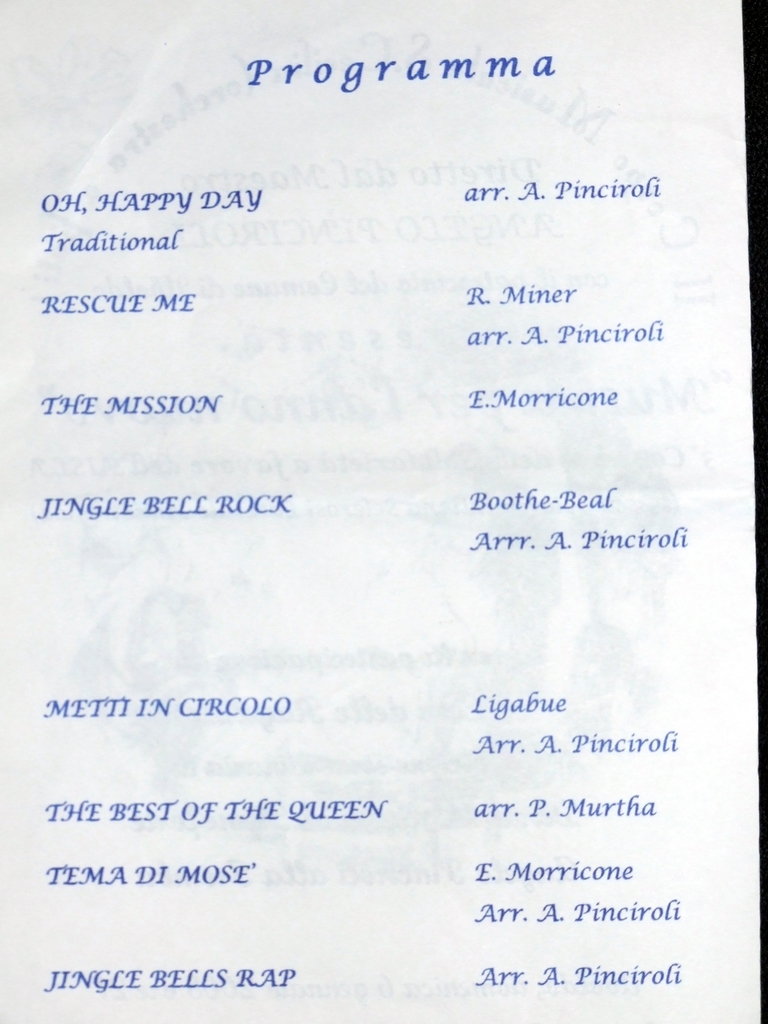 Programma
OH, HAPPY DAY arr. A. Pinciroli
Traditional
RESCUE ME R. Miner
arr. A. Pinciroli
THE MISSION E.Morricone
JINGLE BELL ROCK Boothe-Beal
Arrr. A. Pinciroli
METTI IN CIRCOLO Ligabue
Arr. A. Pinciroli
THE BEST OF THE QUEEN arr. P. Murtha
TEMA DI MOSE' E. Morricone
Arr. A. Pinciroli
JINGLE BELLS RAP Arr. A. Pinciroli